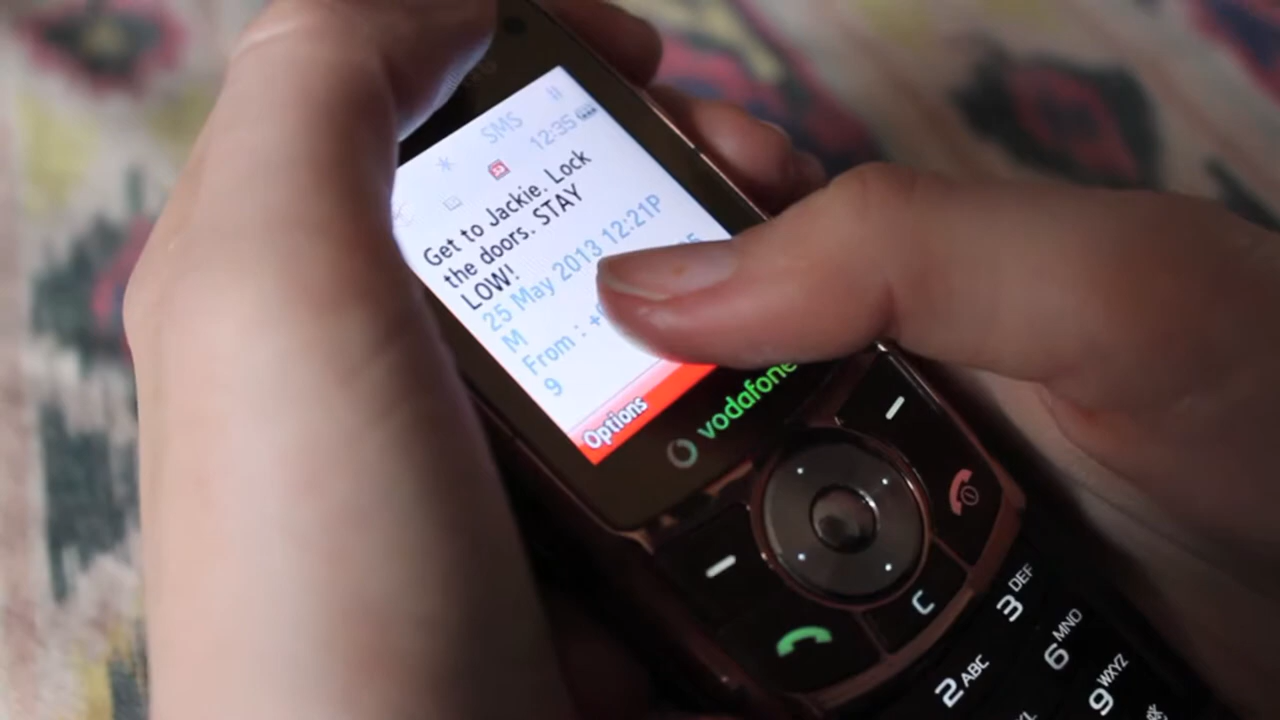 SMS
12:35
Get to Jackie. Lock
the doors. STAY
LOW!
25 May 2013 12:21P
M
From : +
9
Options
vodafone
C
3 DEF
2 ABC
6 MNO
9 WXYZ